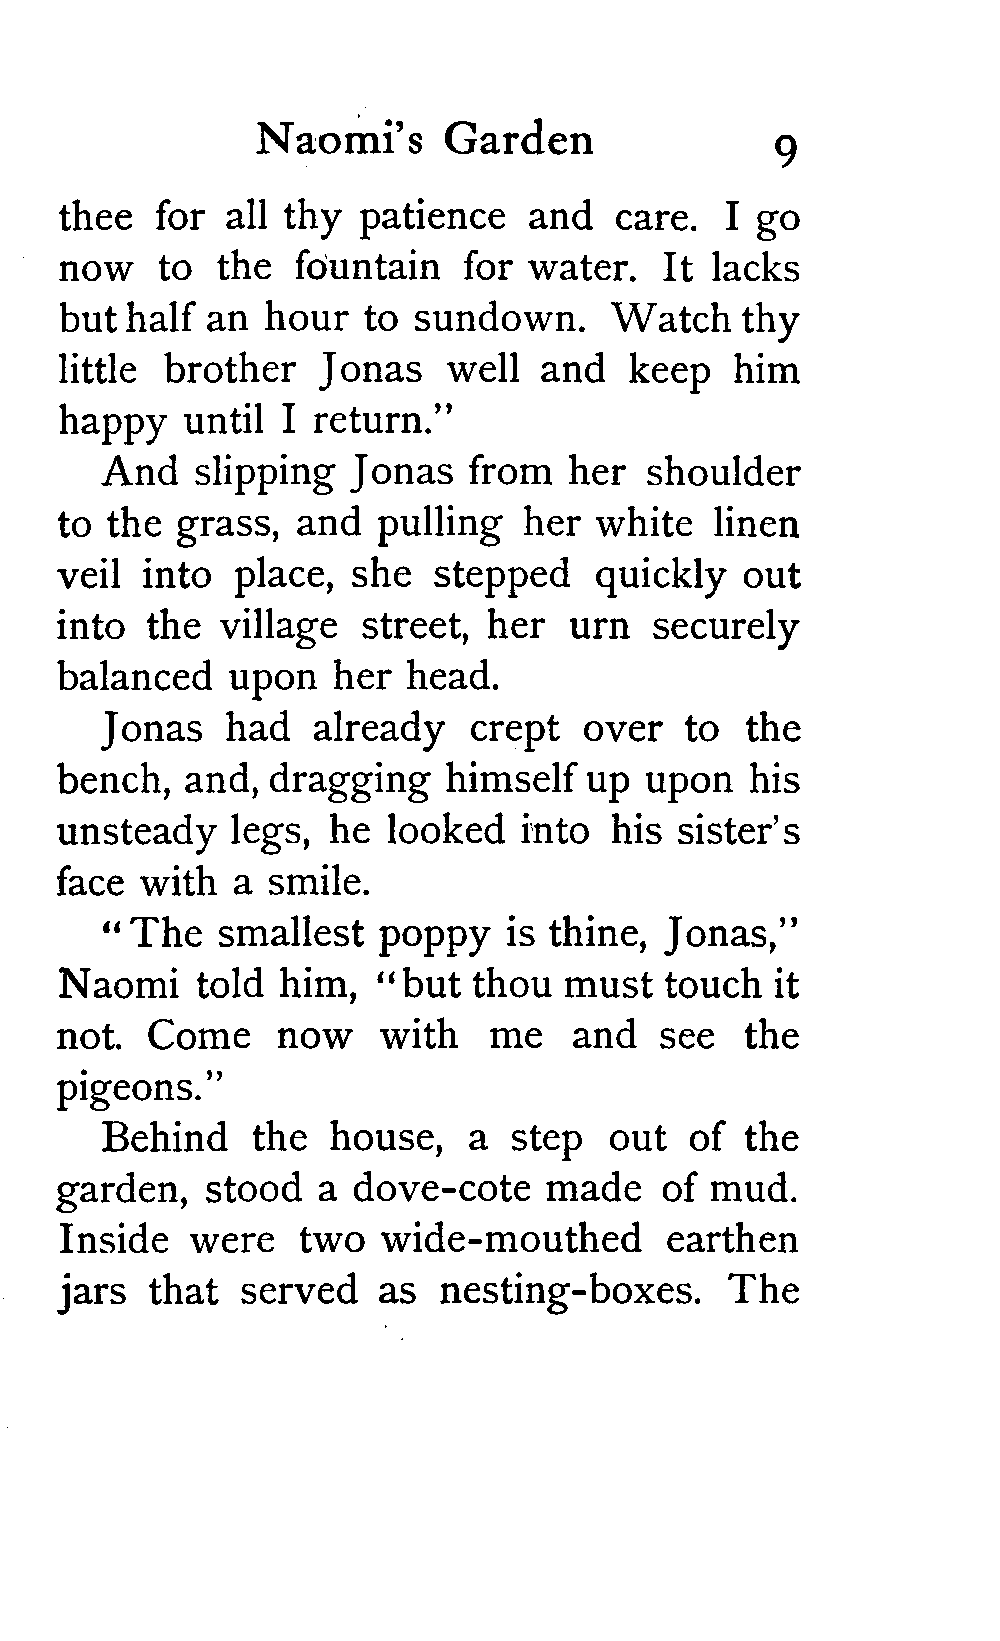 Naomi's Garden 9
thee for all thy patience and care. I go
now to the fountain for water. It lacks
but half an hour to sundown. Watch thy
little brother Jonas well and keep him
happy until I return."
And slipping Jonas from her shoulder
to the grass, and pulling her white linen
veil into place, she stepped quickly out
into the village street, her urn securely
balanced upon her head.
Jonas had already crept over to the
bench, and, dragging himself up upon his
unsteady legs, he looked into his sister's
face with a smile.
"The smallest poppy is thine, Jonas,"
Naomi told him, "but thou must touch it
not. Come now with me and see the
pigeons."
Behind the house, a step out of the
garden, stood a dove-cote made of mud.
Inside were two wide-mouthed earthen
jars that served as nesting-boxes. The